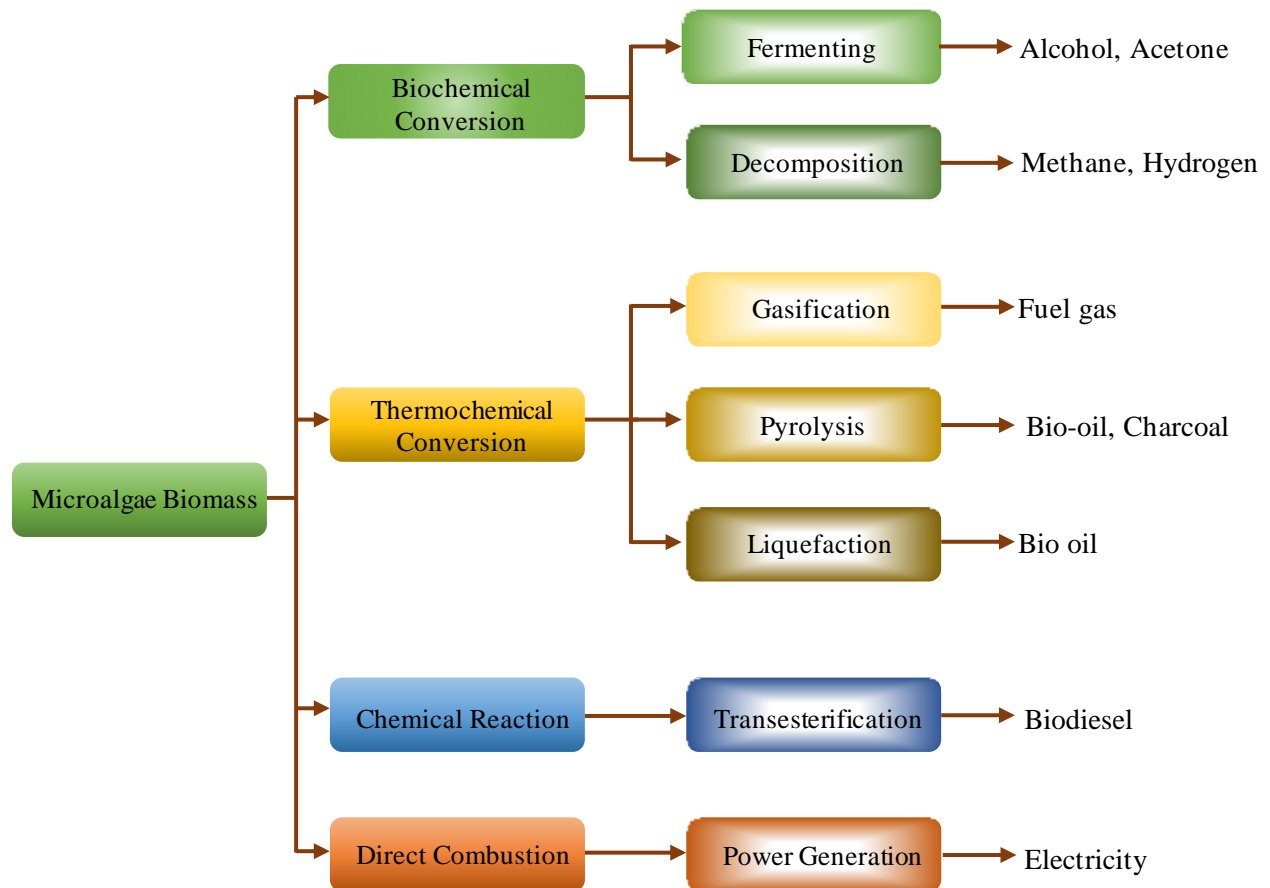 Fermenting
Alcohol, Acetone
Biochemical
Conversion
Decomposition
Methane, Hydrogen
Gasification
Fuel gas
Thermochemical
Conversion
Pyrolysis
Bio-oil, Charcoal
Microalgae Biomass
Liquefaction
Bio oil
Chemical Reaction
Transesterification
Biodiesel
Direct Combustion
Power Generation
Electricity